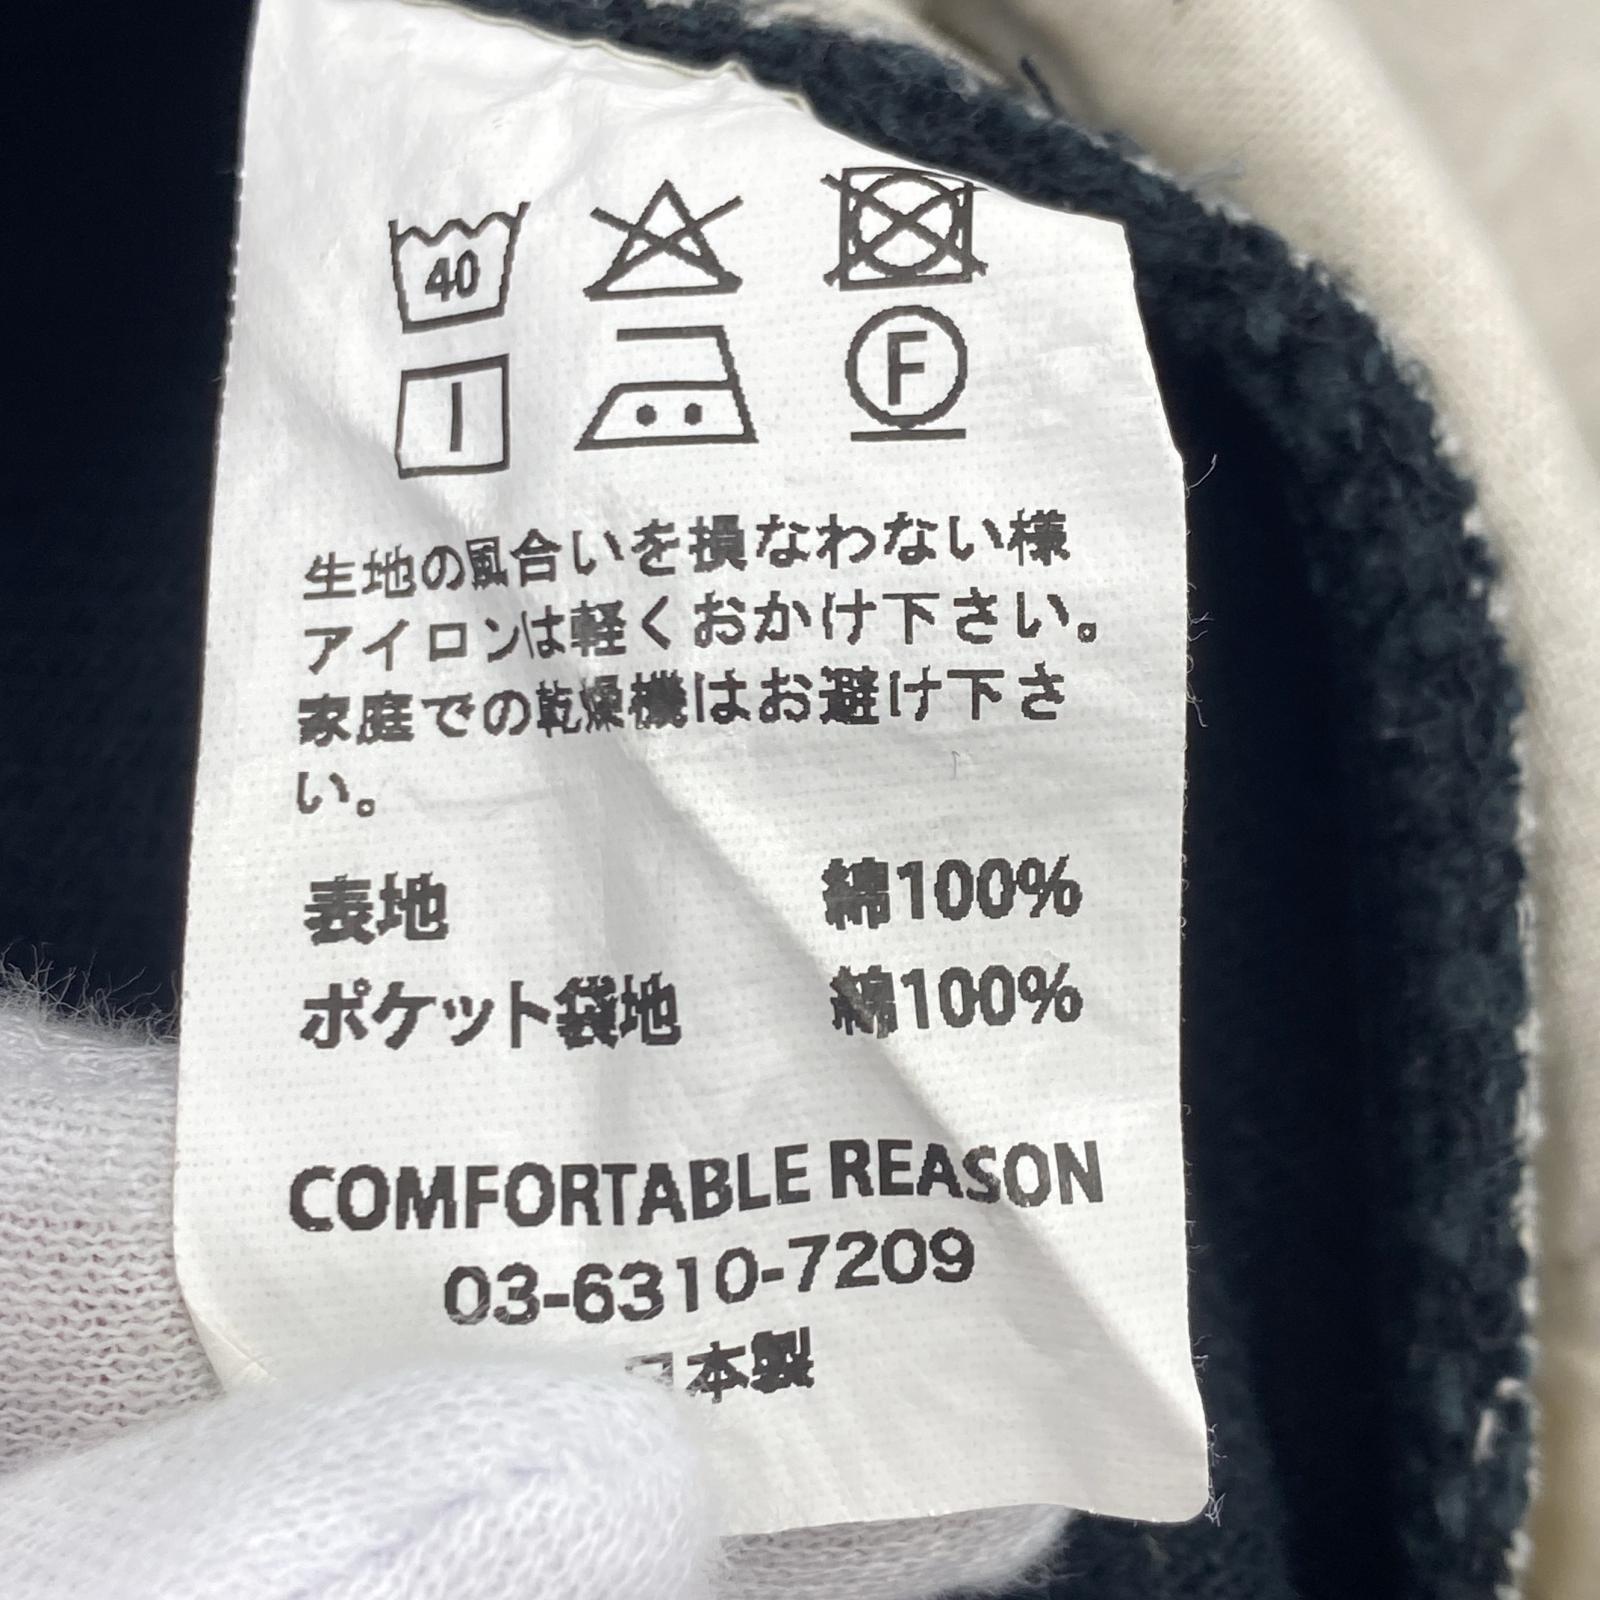 40
F
生地の風合いを損なわない様
アイロンは軽くおかけ下さい。
家庭での乾燥機はお避け下さ
い。
表地 綿100%
ポケット袋地 綿100%
COMFORTABLE REASON
03-6310-7209
日本製